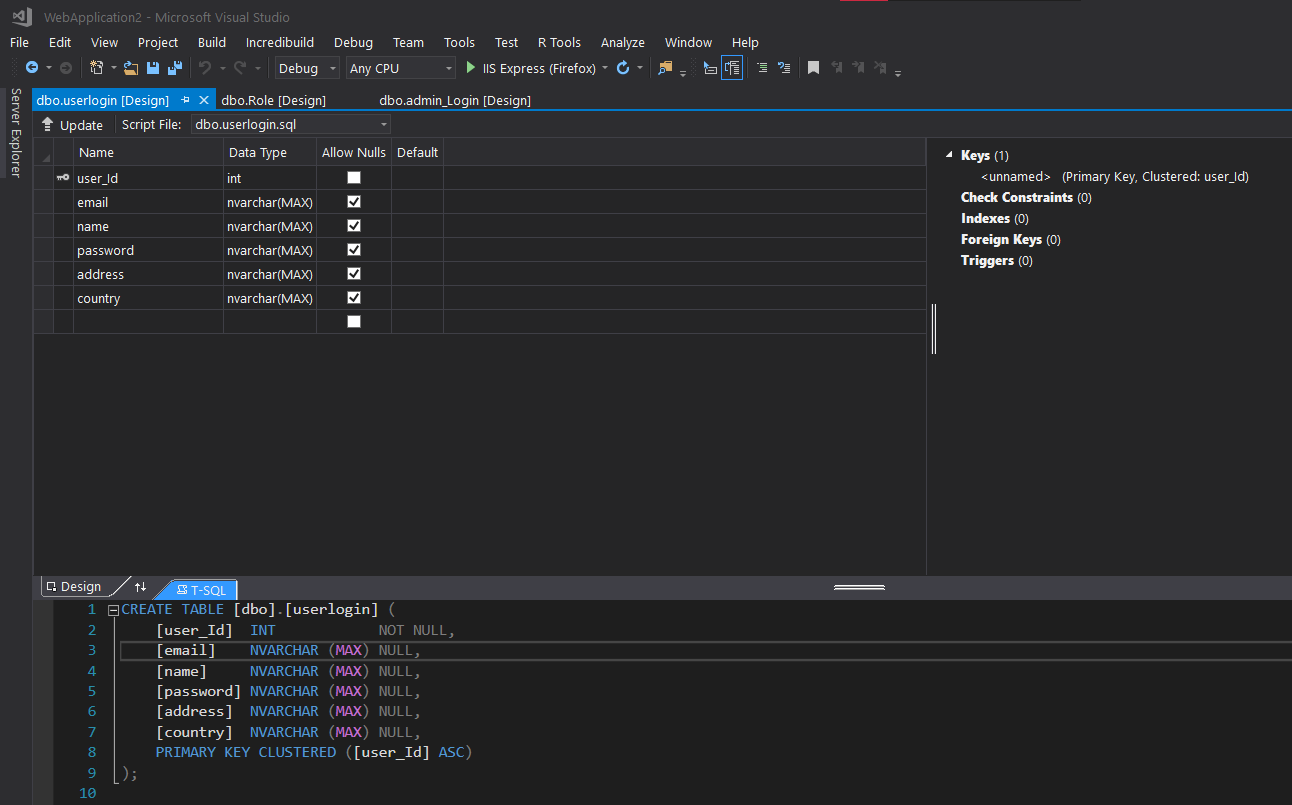 WebApplication2 - Microsoft Visual Studio
File Edit View Project Build Incredibuild Debug Team Tools Test R Tools Analyze Window Help
Debug Any CPU IIS Express (Firefox)
Server Explorer
dbo.userlogin [Design] dbo.Role [Design] dbo.admin_Login [Design]
Update Script File: dbo.userlogin.sql
Name Data Type Allow Nulls Default
user_Id int
email nvarchar(MAX)
name nvarchar(MAX)
password nvarchar(MAX)
address nvarchar(MAX)
country nvarchar(MAX)
Keys (1)
<unnamed> (Primary Key, Clustered: user_Id)
Check Constraints (0)
Indexes (0)
Foreign Keys (0)
Triggers (0)
Design T-SQL
1 CREATE TABLE [dbo].[userlogin] (
2 [user_Id] INT NOT NULL,
3 [email] NVARCHAR (MAX) NULL,
4 [name] NVARCHAR (MAX) NULL,
5 [password] NVARCHAR (MAX) NULL,
6 [address] NVARCHAR (MAX) NULL,
7 [country] NVARCHAR (MAX) NULL,
8 PRIMARY KEY CLUSTERED ([user_Id] ASC)
9 );
10